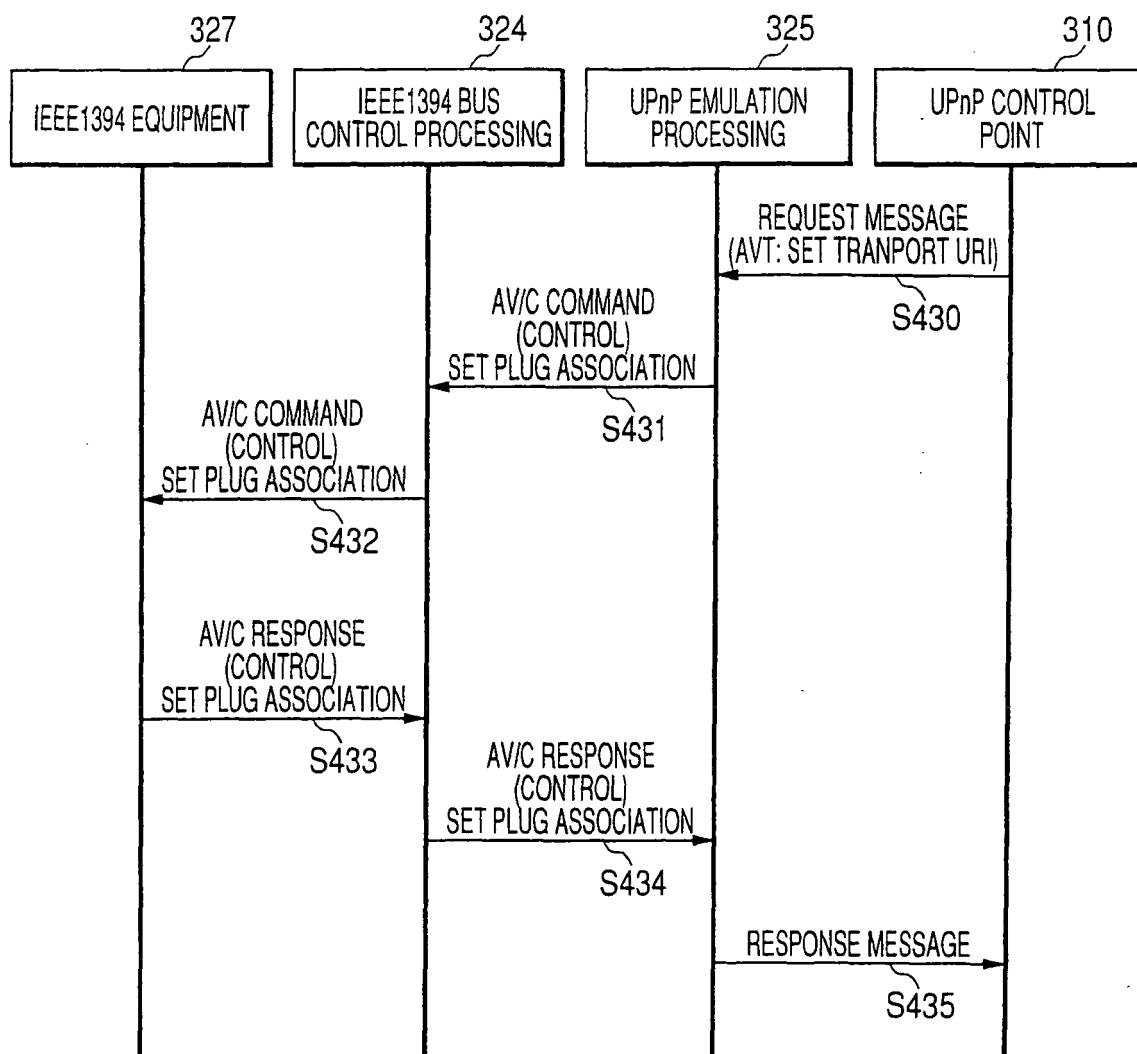 327
324
325
310
IEEE1394 EQUIPMENT
IEEE1394 BUS
CONTROL PROCESSING
UPnP EMULATION
PROCESSING
UPnP CONTROL
POINT
REQUEST MESSAGE
(AVT: SET TRANPORT URI)
S430
AV/C COMMAND
(CONTROL)
SET PLUG ASSOCIATION
S431
AV/C COMMAND
(CONTROL)
SET PLUG ASSOCIATION
S432
AV/C RESPONSE
(CONTROL)
SET PLUG ASSOCIATION
S433
AV/C RESPONSE
(CONTROL)
SET PLUG ASSOCIATION
S434
RESPONSE MESSAGE
S435